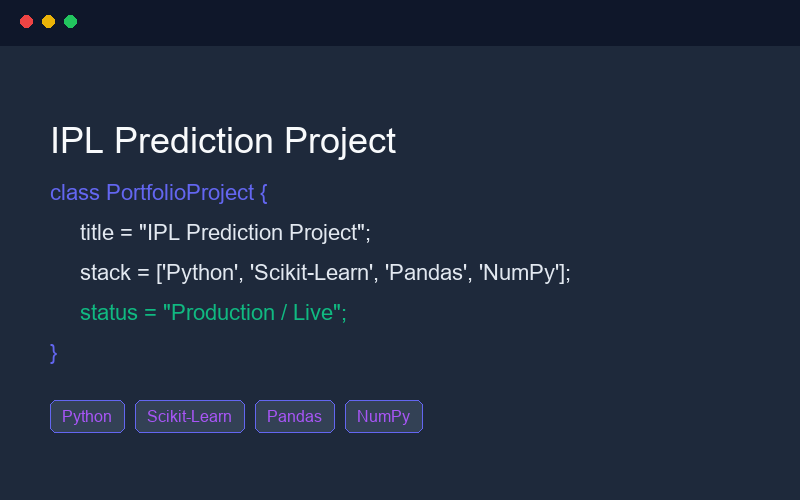 IPL Prediction Project
class PortfolioProject {
title = "IPL Prediction Project";
stack = ['Python', 'Scikit-Learn', 'Pandas', 'NumPy'];
status = "Production / Live";
}
Python Scikit-Learn Pandas NumPy